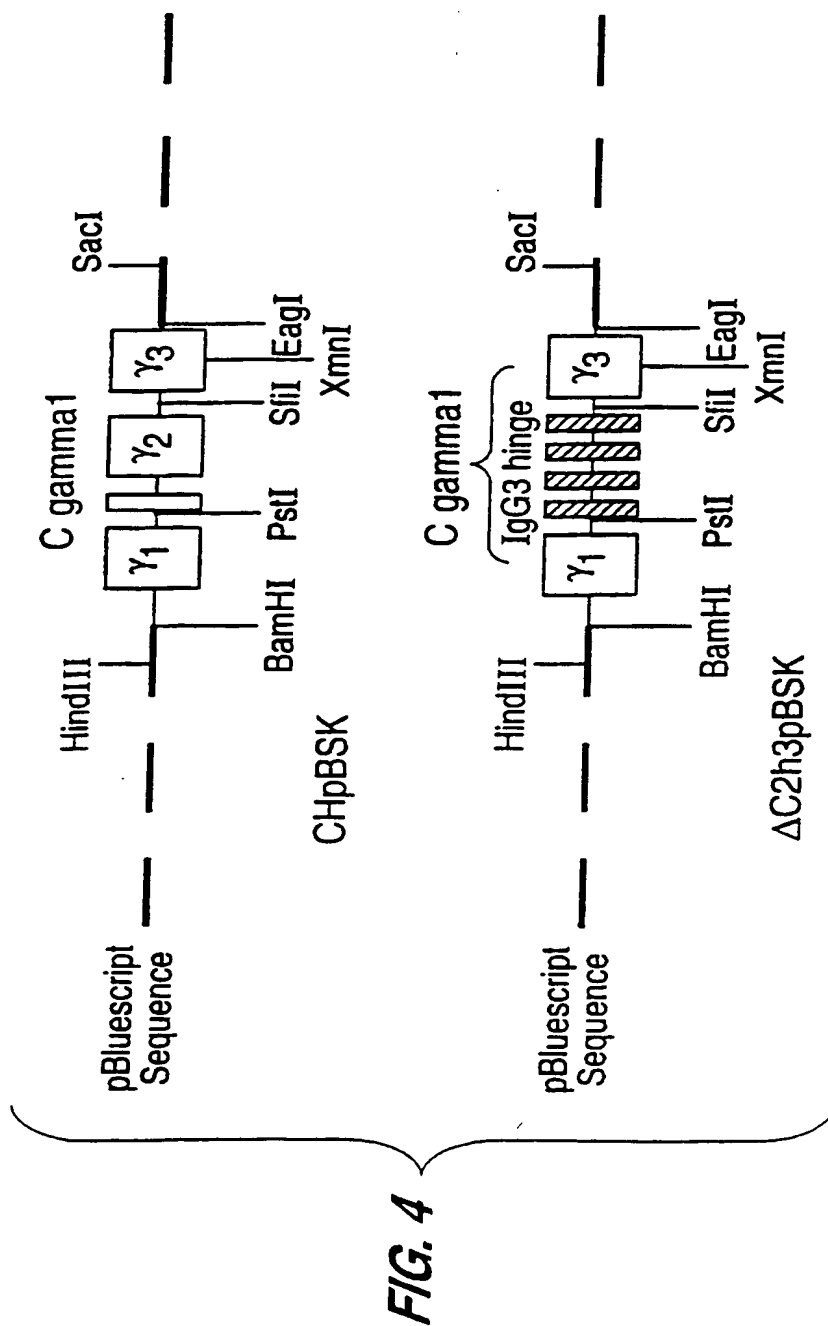 FIG. 4
pBluescript
Sequence
HindIII
BamHI
C gamma1
γ1
PstI
γ2
SfiI
γ3
EagI
XmnI
SacI
CHpBSK
pBluescript
Sequence
HindIII
BamHI
C gamma1
IgG3 hinge
γ1
PstI
SfiI
γ3
EagI
XmnI
SacI
ΔC2h3pBSK